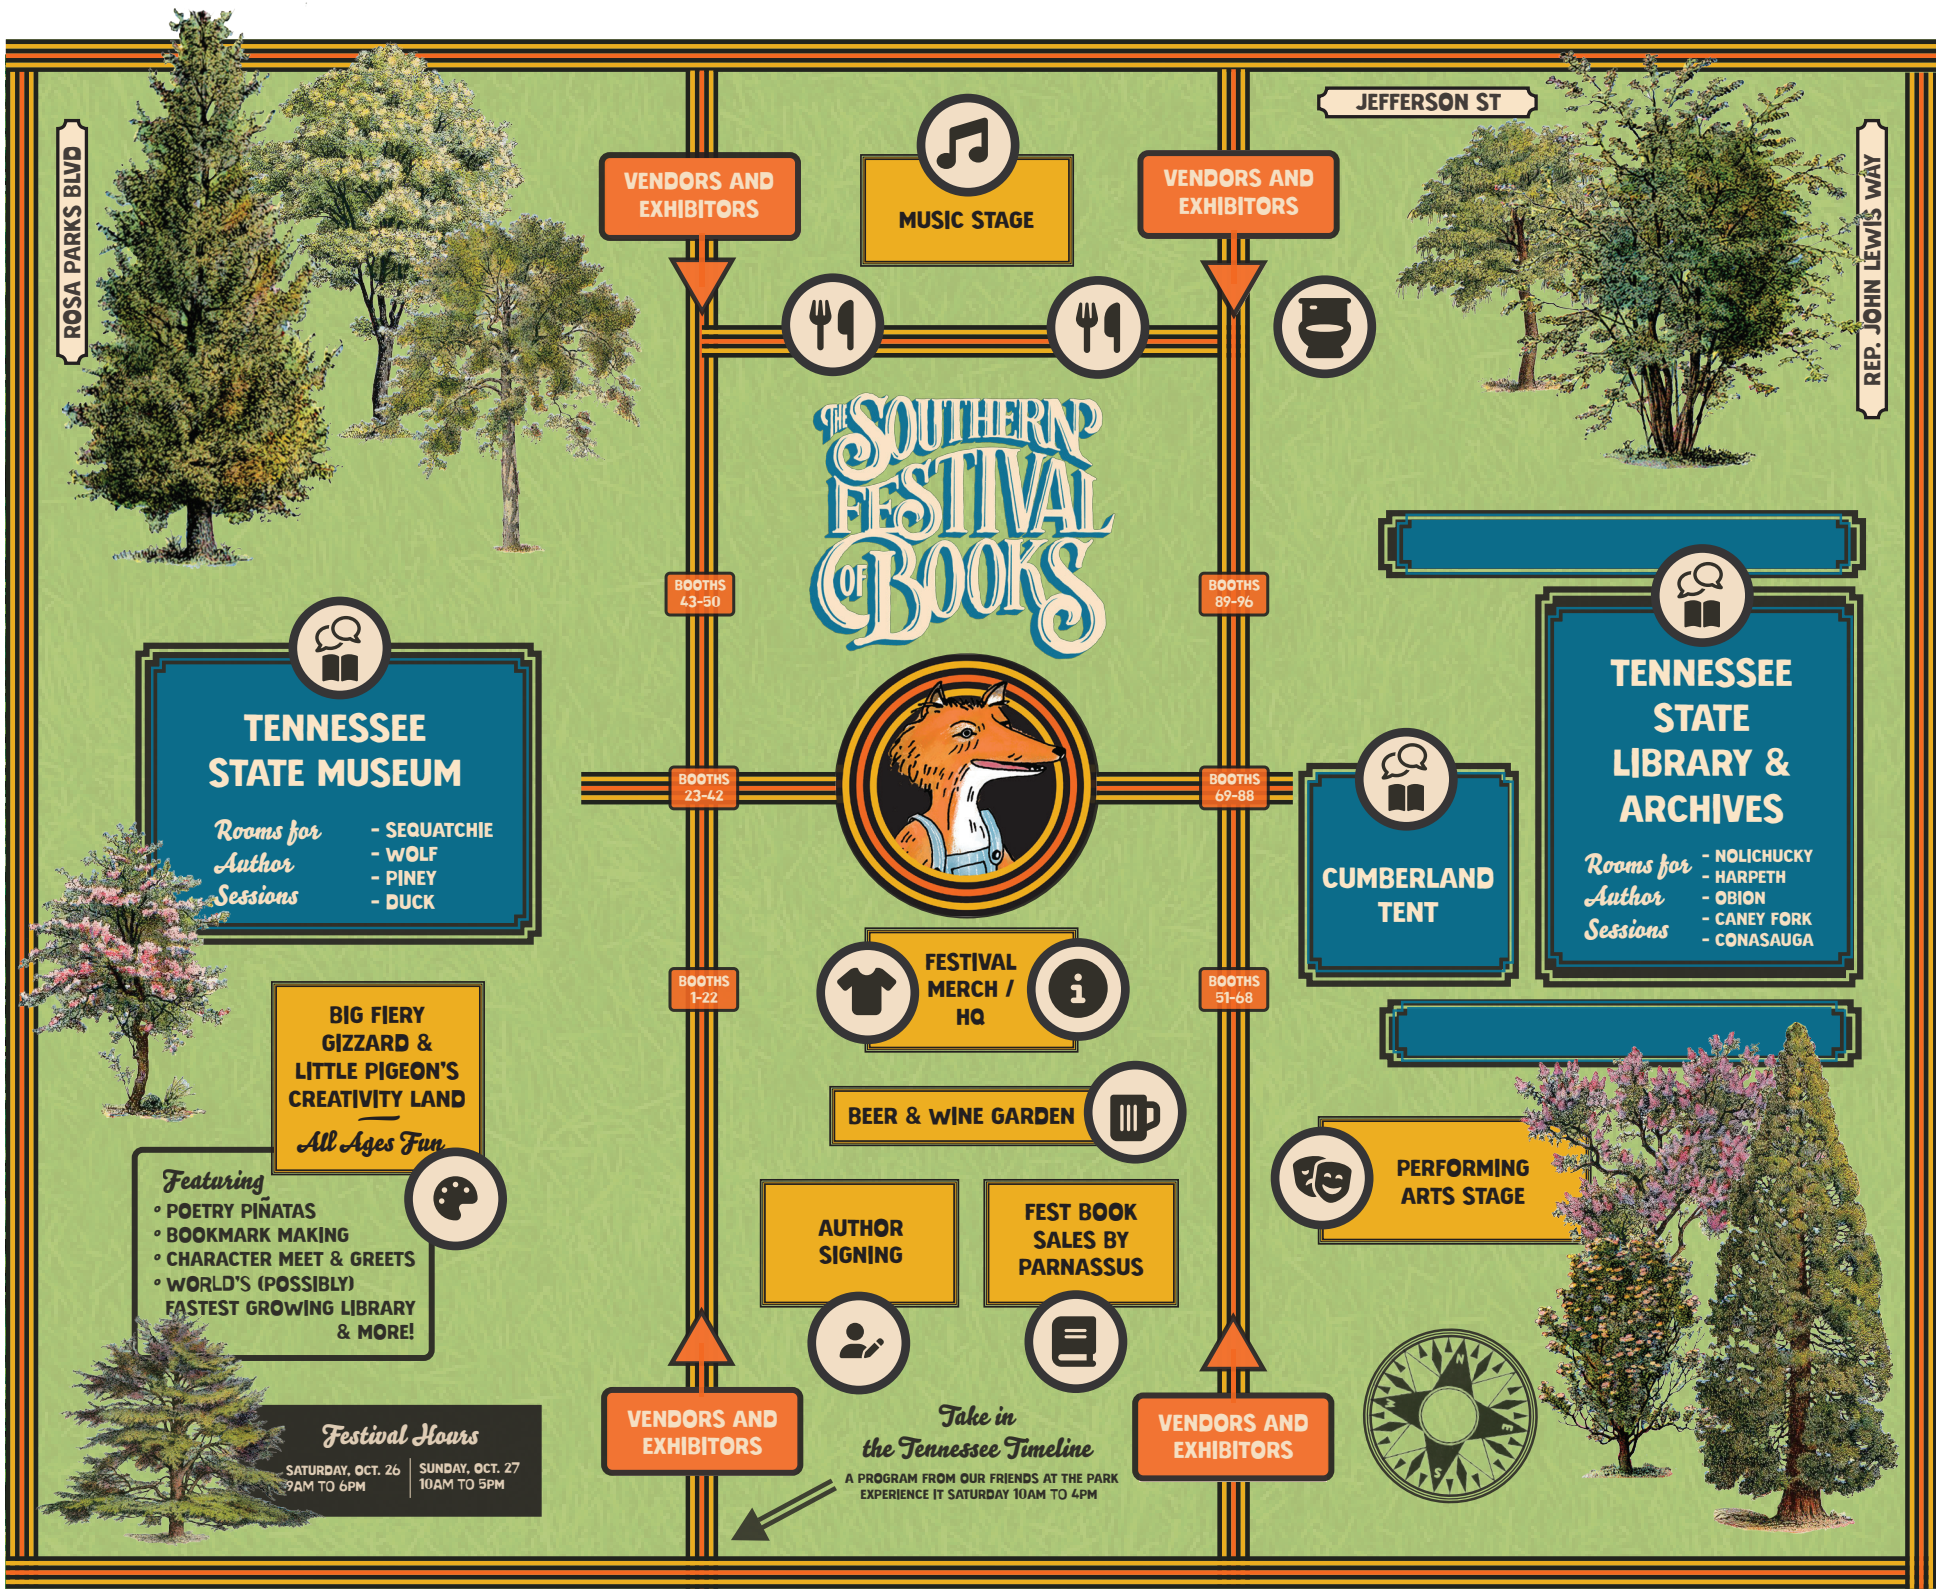 JEFFERSON ST
ROSA PARKS BLVD
REP. JOHN LEWIS WAY
VENDORS AND
EXHIBITORS
MUSIC STAGE
VENDORS AND
EXHIBITORS
THE SOUTHERN
FESTIVAL
OF BOOKS
BOOTHS
43-50
BOOTHS
89-96
TENNESSEE
STATE MUSEUM
Rooms for
Author
Sessions
- SEQUATCHIE
- WOLF
- PINEY
- DUCK
BOOTHS
23-42
BOOTHS
69-88
CUMBERLAND
TENT
TENNESSEE
STATE
LIBRARY &
ARCHIVES
Rooms for
Author
Sessions
- NOLICHUCKY
- HARPETH
- OBION
- CANEY FORK
- CONASAUGA
BOOTHS
1-22
FESTIVAL
MERCH /
HQ
i
BOOTHS
51-68
BIG FIERY
GIZZARD &
LITTLE PIGEON'S
CREATIVITY LAND
All Ages Fun
Featuring
° POETRY PIÑATAS
° BOOKMARK MAKING
° CHARACTER MEET & GREETS
° WORLD'S (POSSIBLY)
FASTEST GROWING LIBRARY
& MORE!
BEER & WINE GARDEN
AUTHOR
SIGNING
FEST BOOK
SALES BY
PARNASSUS
PERFORMING
ARTS STAGE
Festival Hours
SATURDAY, OCT. 26
9AM TO 6PM
SUNDAY, OCT. 27
10AM TO 5PM
VENDORS AND
EXHIBITORS
Take in
the Tennessee Timeline
A PROGRAM FROM OUR FRIENDS AT THE PARK
EXPERIENCE IT SATURDAY 10AM TO 4PM
VENDORS AND
EXHIBITORS
N
W
E
S